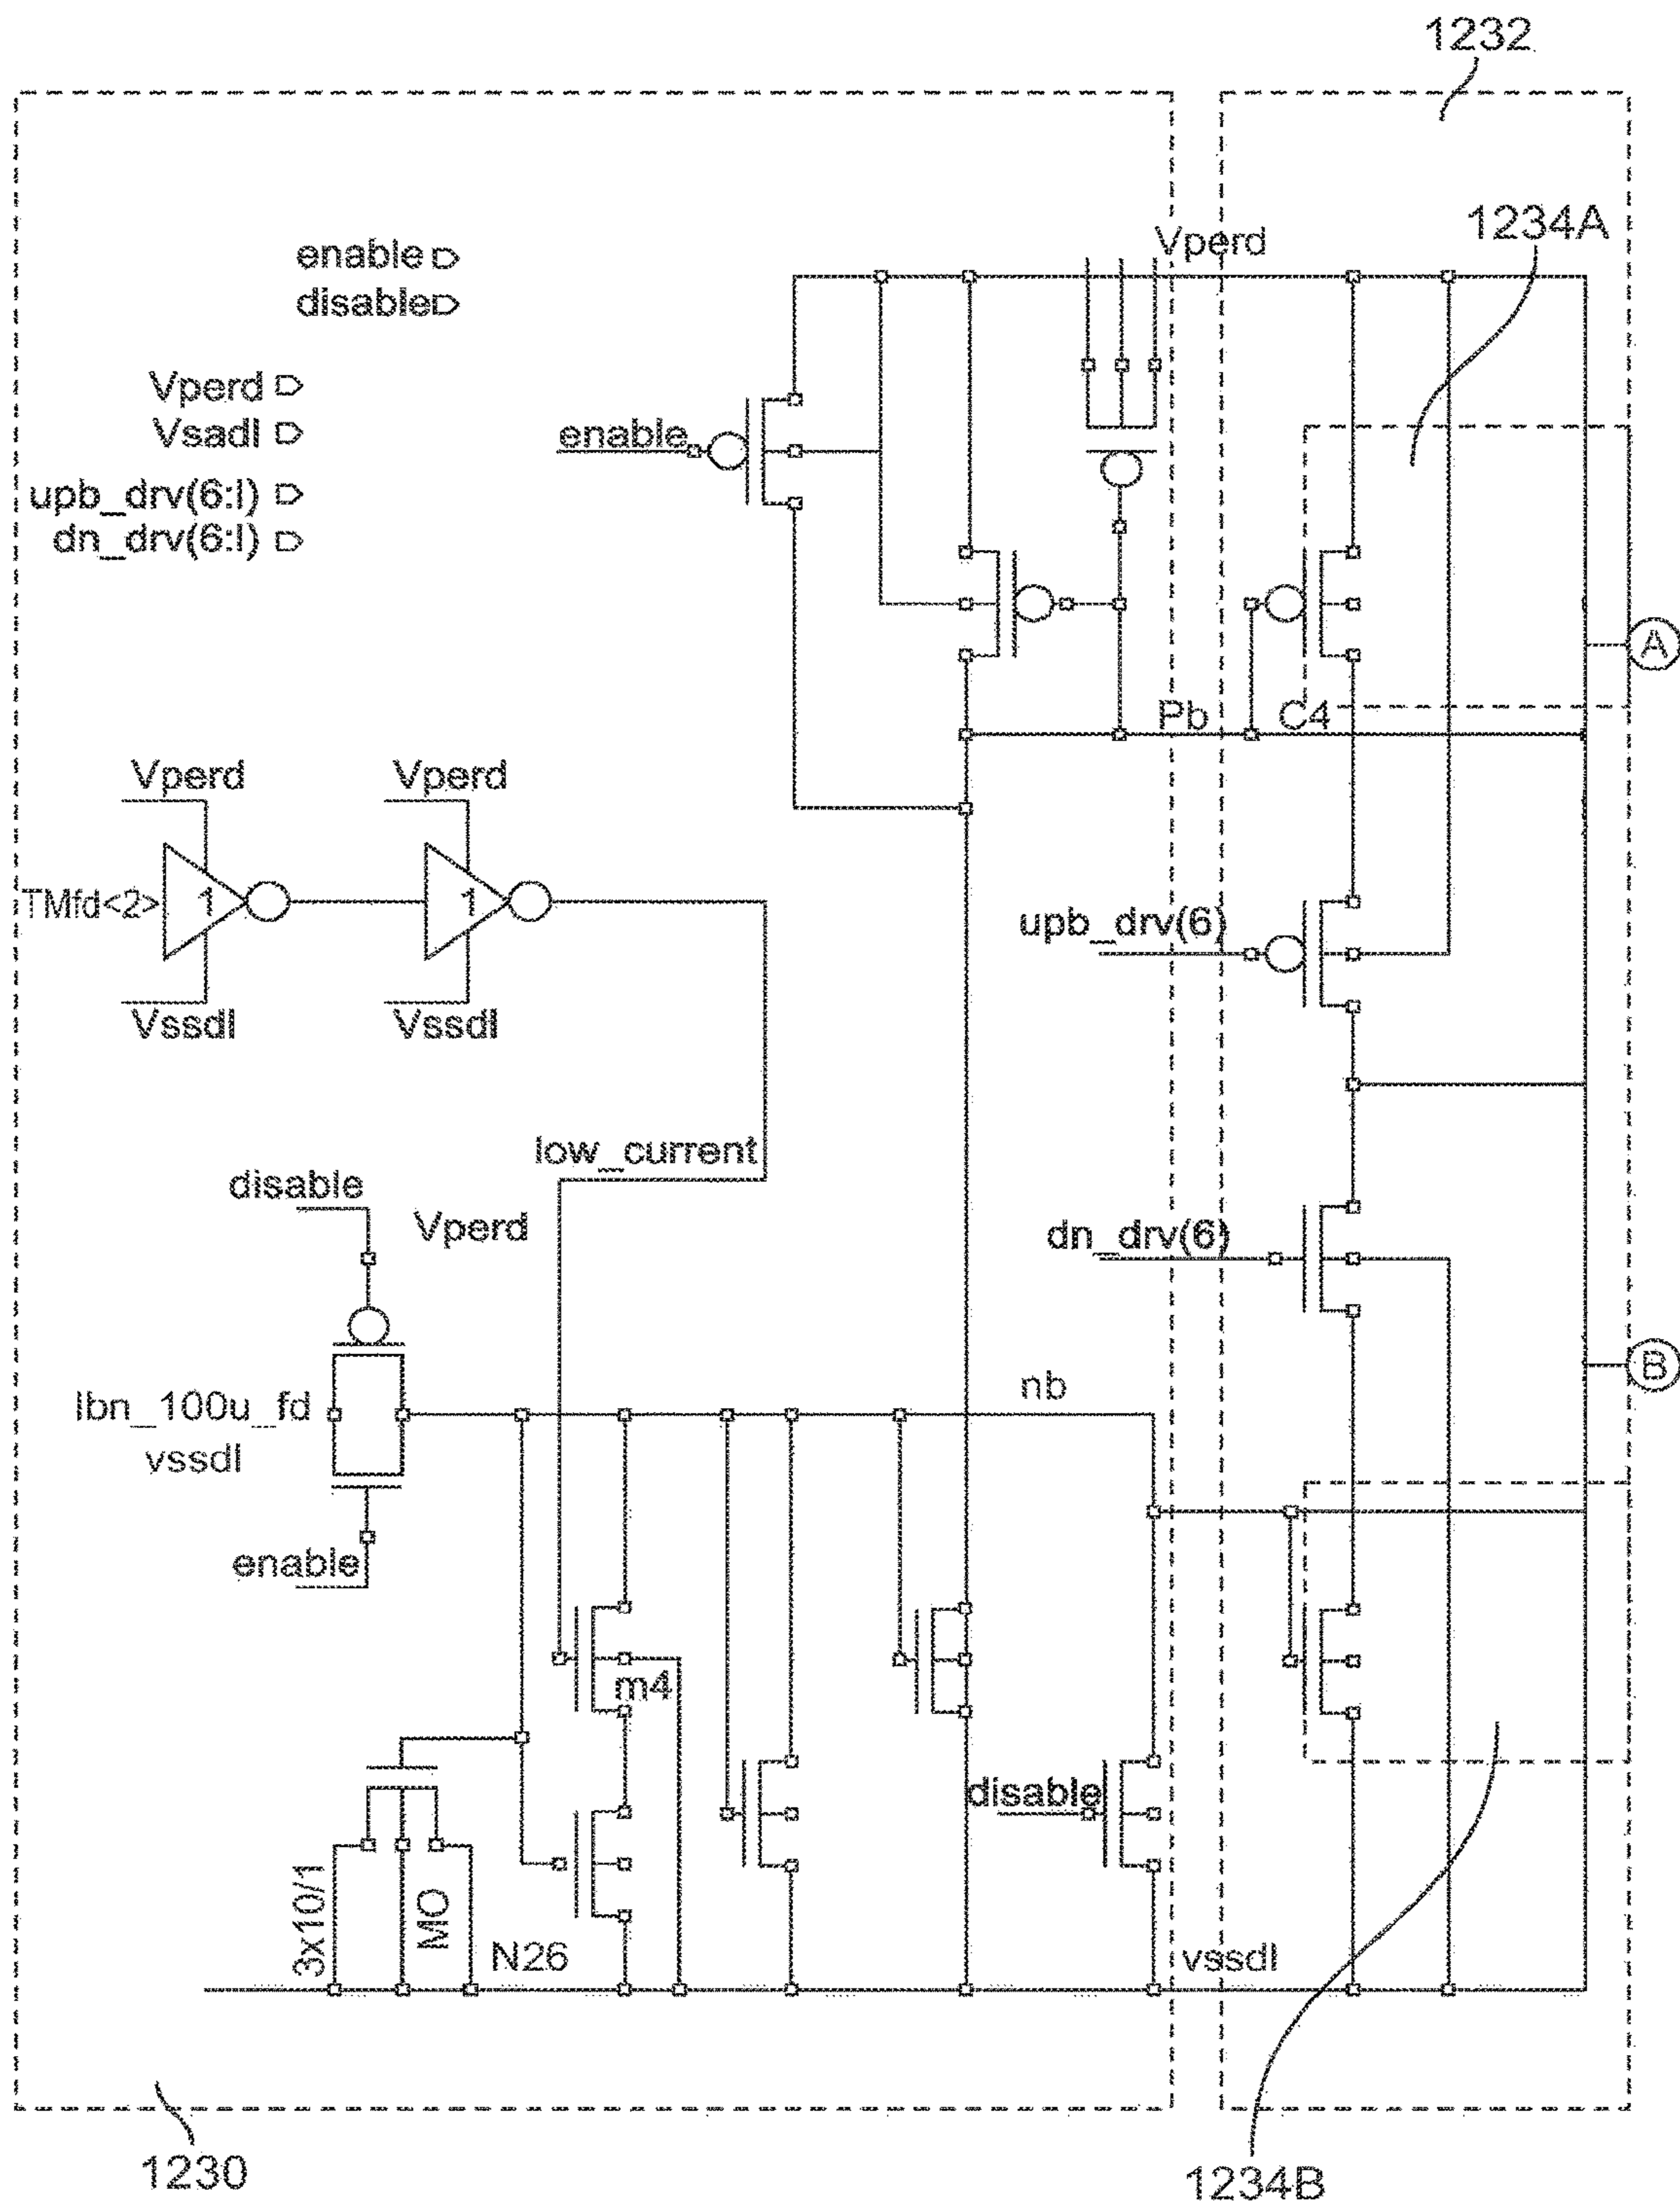 1232
1234A
Vperd
enable
disable
Vperd
Vsadl
upb_drv(6:l)
dn_drv(6:l)
enable
A
Pb
C4
Vperd
Vperd
TMfd<2>
1
1
Vssdl
Vssdl
upb_drv(6)
low_current
disable
Vperd
dn_drv(6)
B
lbn_100u_fd
nb
vssdl
enable
m4
disable
3x10/1
MO
N26
vssdl
1230
1234B